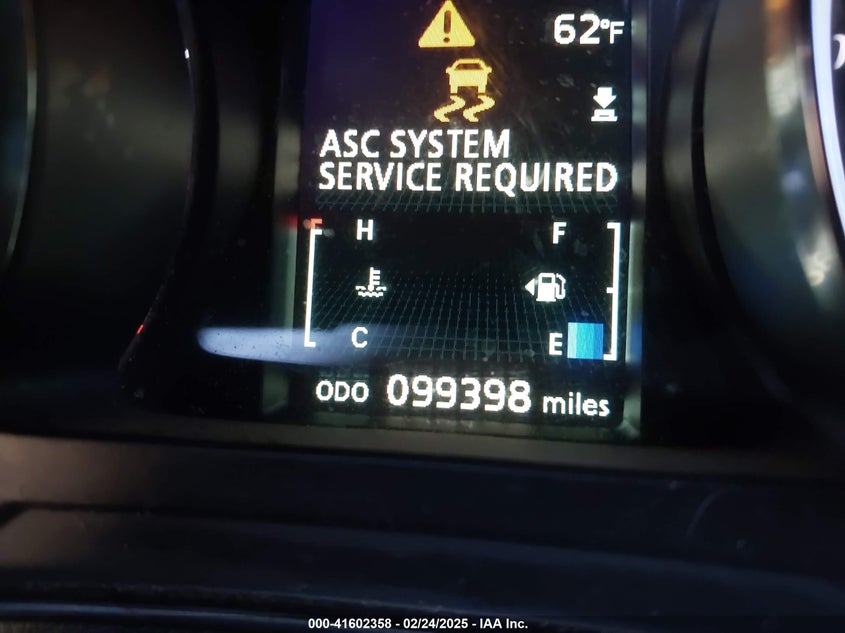 62°F
ASC SYSTEM
SERVICE REQUIRED
H F
C E
ODO 099398 miles
000-41602358 - 02/24/2025 - IAA Inc.